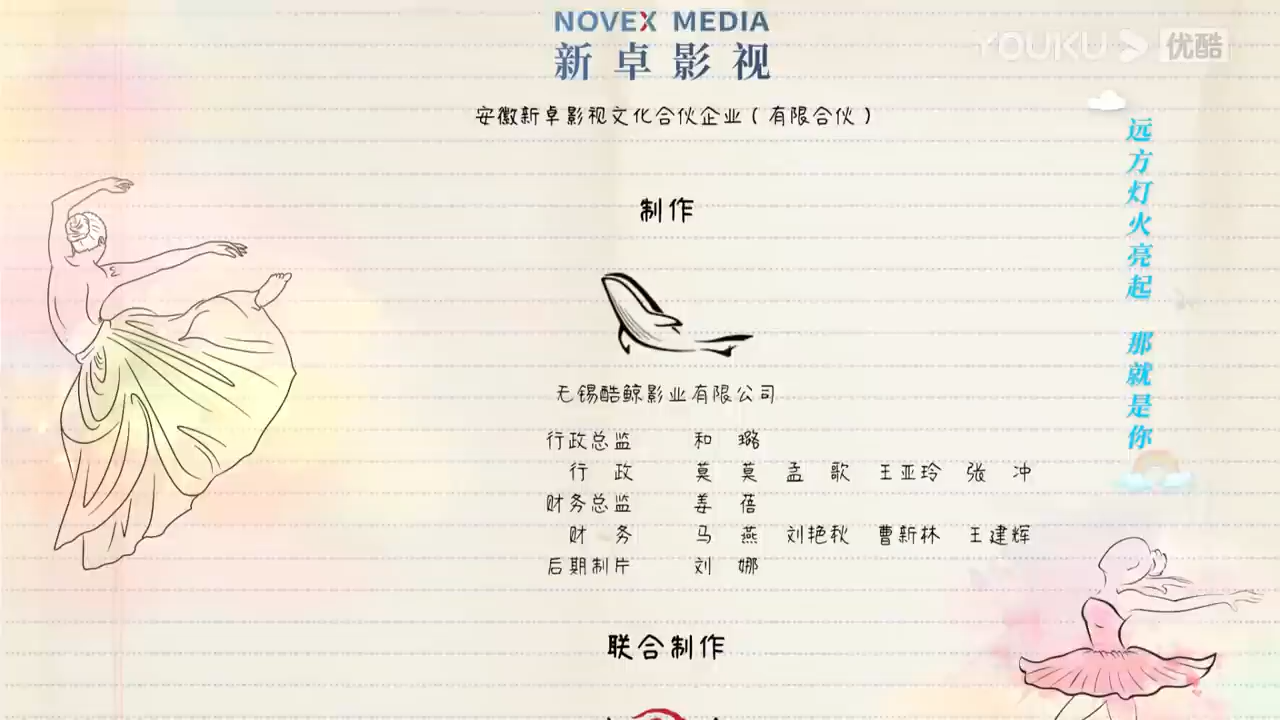 NOVEX MEDIA
新卓影视
YOUKU 优酷
安徽新卓影视文化合伙企业（有限合伙）
制作
无锡酷鲸影业有限公司
行政总监 和璐
行政 莫莫 孟歌 王亚玲 张冲
财务总监 姜蓓
财务 马燕 刘艳秋 曹新林 王建辉
后期制片 刘娜
联合制作
远方灯火亮起 那就是你